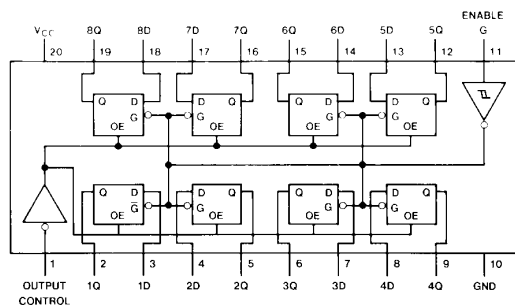 ENABLE
V_CC 8Q 8D 7D 7Q 6Q 6D 5D 5Q G
20 19 18 17 16 15 14 13 12 11
Q D D Q Q D D Q
G G G G
OE OE OE OE
Q D D Q Q D D Q
G̅ G G G
OE OE OE OE
1 2 3 4 5 6 7 8 9 10
OUTPUT CONTROL 1Q 1D 2D 2Q 3Q 3D 4D 4Q GND